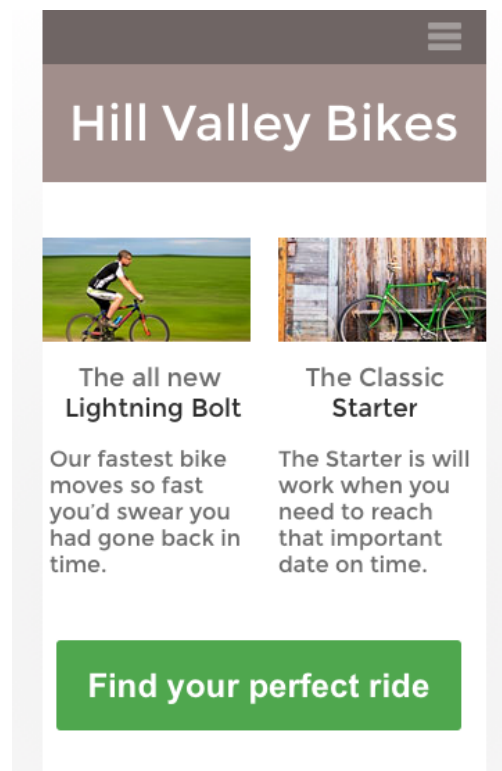 Hill Valley Bikes
The all new
Lightning Bolt
Our fastest bike
moves so fast
you'd swear you
had gone back in
time.
The Classic
Starter
The Starter is will
work when you
need to reach
that important
date on time.
Find your perfect ride